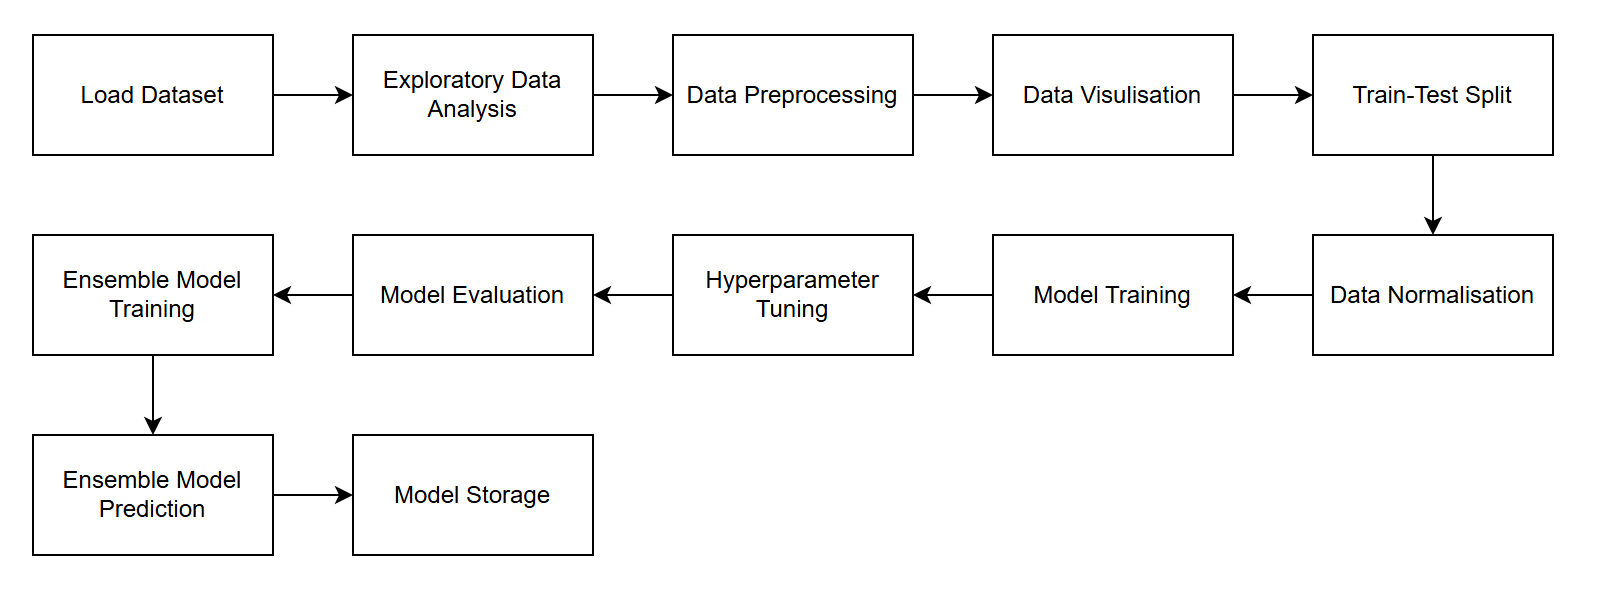 Load Dataset
Exploratory Data
Analysis
Data Preprocessing
Data Visulisation
Train-Test Split
Data Normalisation
Model Training
Hyperparameter
Tuning
Model Evaluation
Ensemble Model
Training
Ensemble Model
Prediction
Model Storage